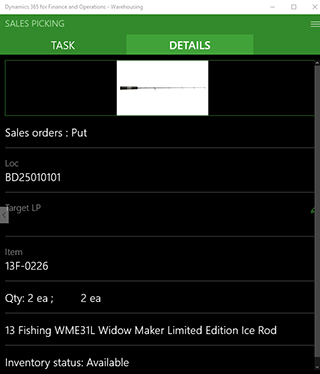 Dynamics 365 for Finance and Operations - Warehousing
SALES PICKING
TASK
DETAILS
Sales orders : Put
Loc
BD25010101
Target LP
Item
13F-0226
Qty: 2 ea ; 2 ea
13 Fishing WME31L Widow Maker Limited Edition Ice Rod
Inventory status: Available